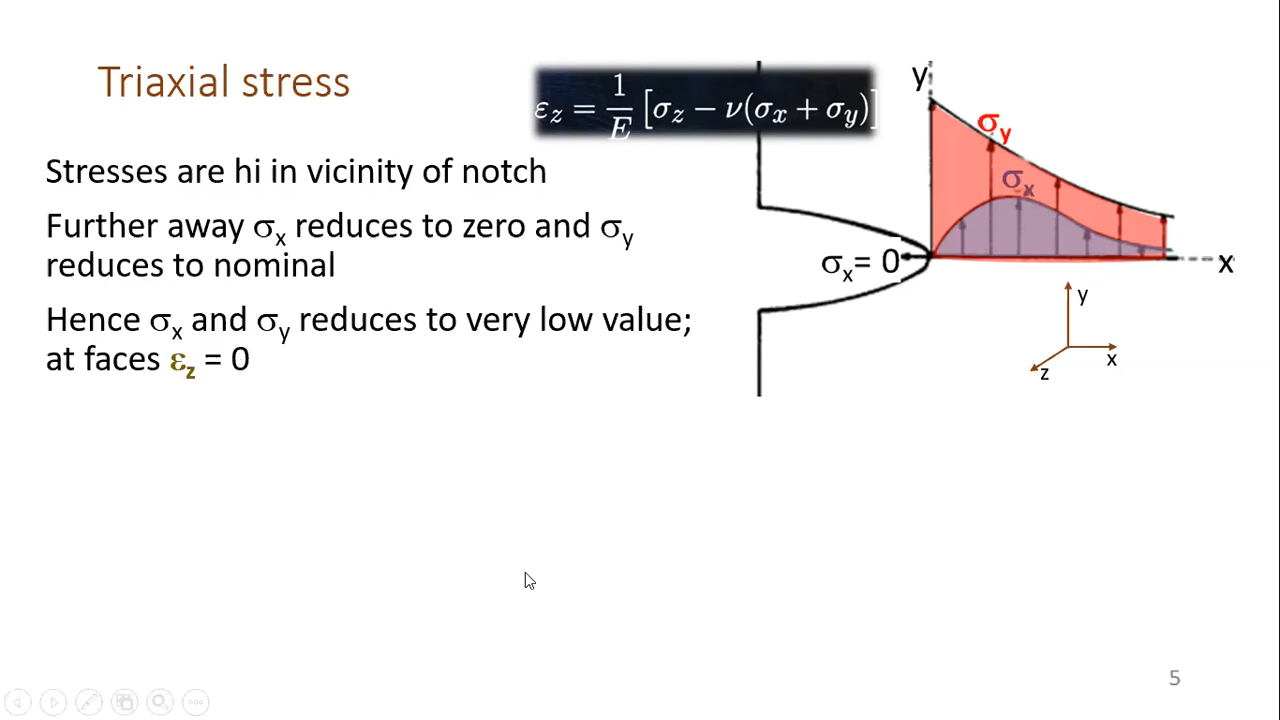 Triaxial stress
εz = 1/E [σz − ν(σx + σy)]
Stresses are hi in vicinity of notch
Further away σx reduces to zero and σy
reduces to nominal
Hence σx and σy reduces to very low value;
at faces εz = 0
y
σy
σx
σx= 0
x
y
x
z
5